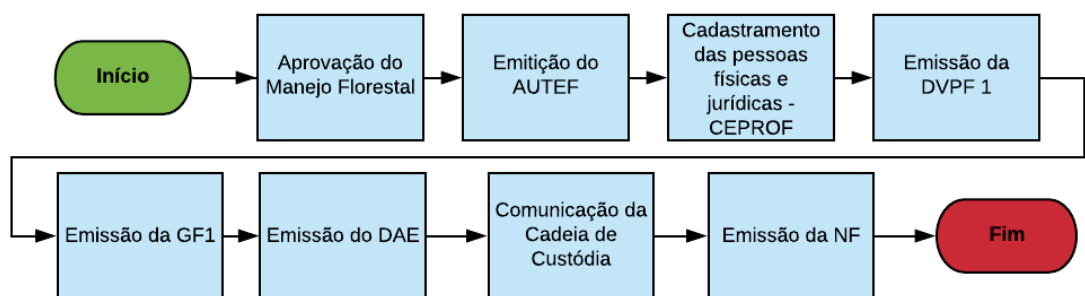 Início
Aprovação do
Manejo Florestal
Emitição do
AUTEF
Cadastramento
das pessoas
físicas e
jurídicas -
CEPROF
Emissão da
DVPF 1
Emissão da GF1
Emissão do DAE
Comunicação da
Cadeia de
Custódia
Emissão da NF
Fim